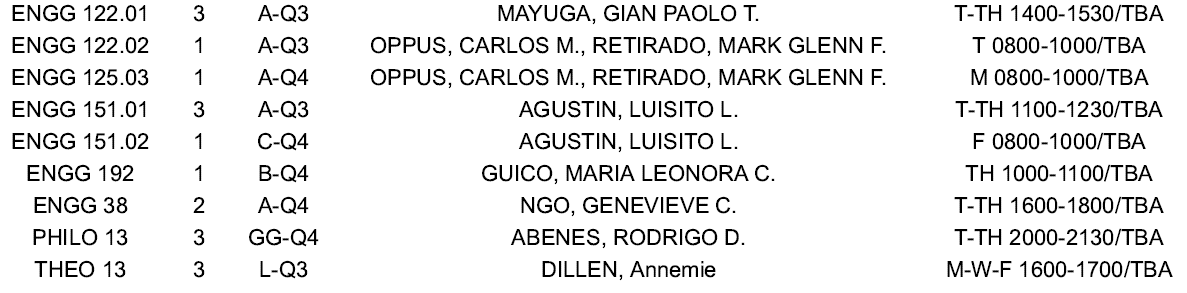 ENGG 122.01 3 A-Q3 MAYUGA, GIAN PAOLO T. T-TH 1400-1530/TBA
ENGG 122.02 1 A-Q3 OPPUS, CARLOS M., RETIRADO, MARK GLENN F. T 0800-1000/TBA
ENGG 125.03 1 A-Q4 OPPUS, CARLOS M., RETIRADO, MARK GLENN F. M 0800-1000/TBA
ENGG 151.01 3 A-Q3 AGUSTIN, LUISITO L. T-TH 1100-1230/TBA
ENGG 151.02 1 C-Q4 AGUSTIN, LUISITO L. F 0800-1000/TBA
ENGG 192 1 B-Q4 GUICO, MARIA LEONORA C. TH 1000-1100/TBA
ENGG 38 2 A-Q4 NGO, GENEVIEVE C. T-TH 1600-1800/TBA
PHILO 13 3 GG-Q4 ABENES, RODRIGO D. T-TH 2000-2130/TBA
THEO 13 3 L-Q3 DILLEN, Annemie M-W-F 1600-1700/TBA